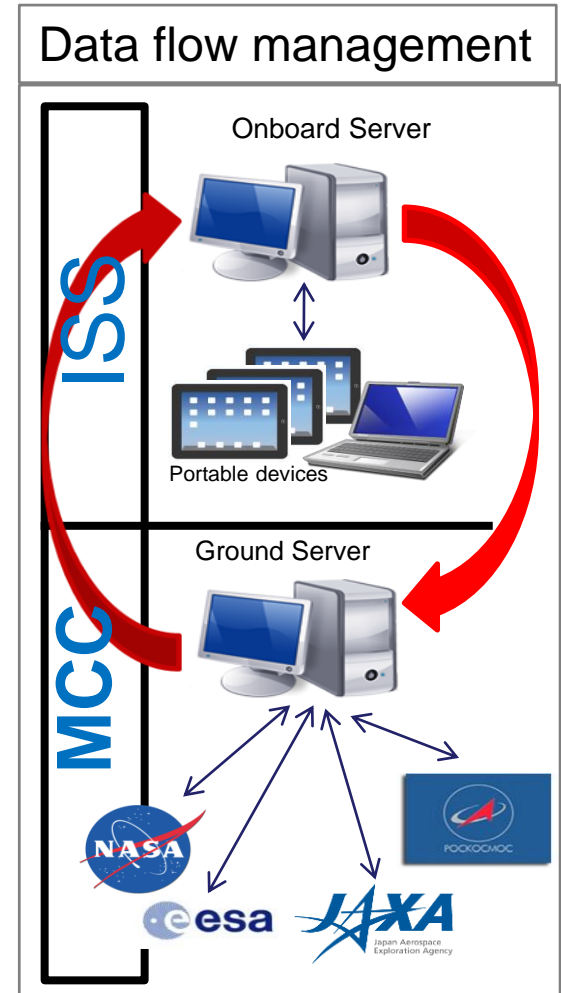 Data flow management
Onboard Server
ISS
Portable devices
Ground Server
MCC
NASA
РОСКОСМОС
esa
JAXA
Japan Aerospace
Exploration Agency